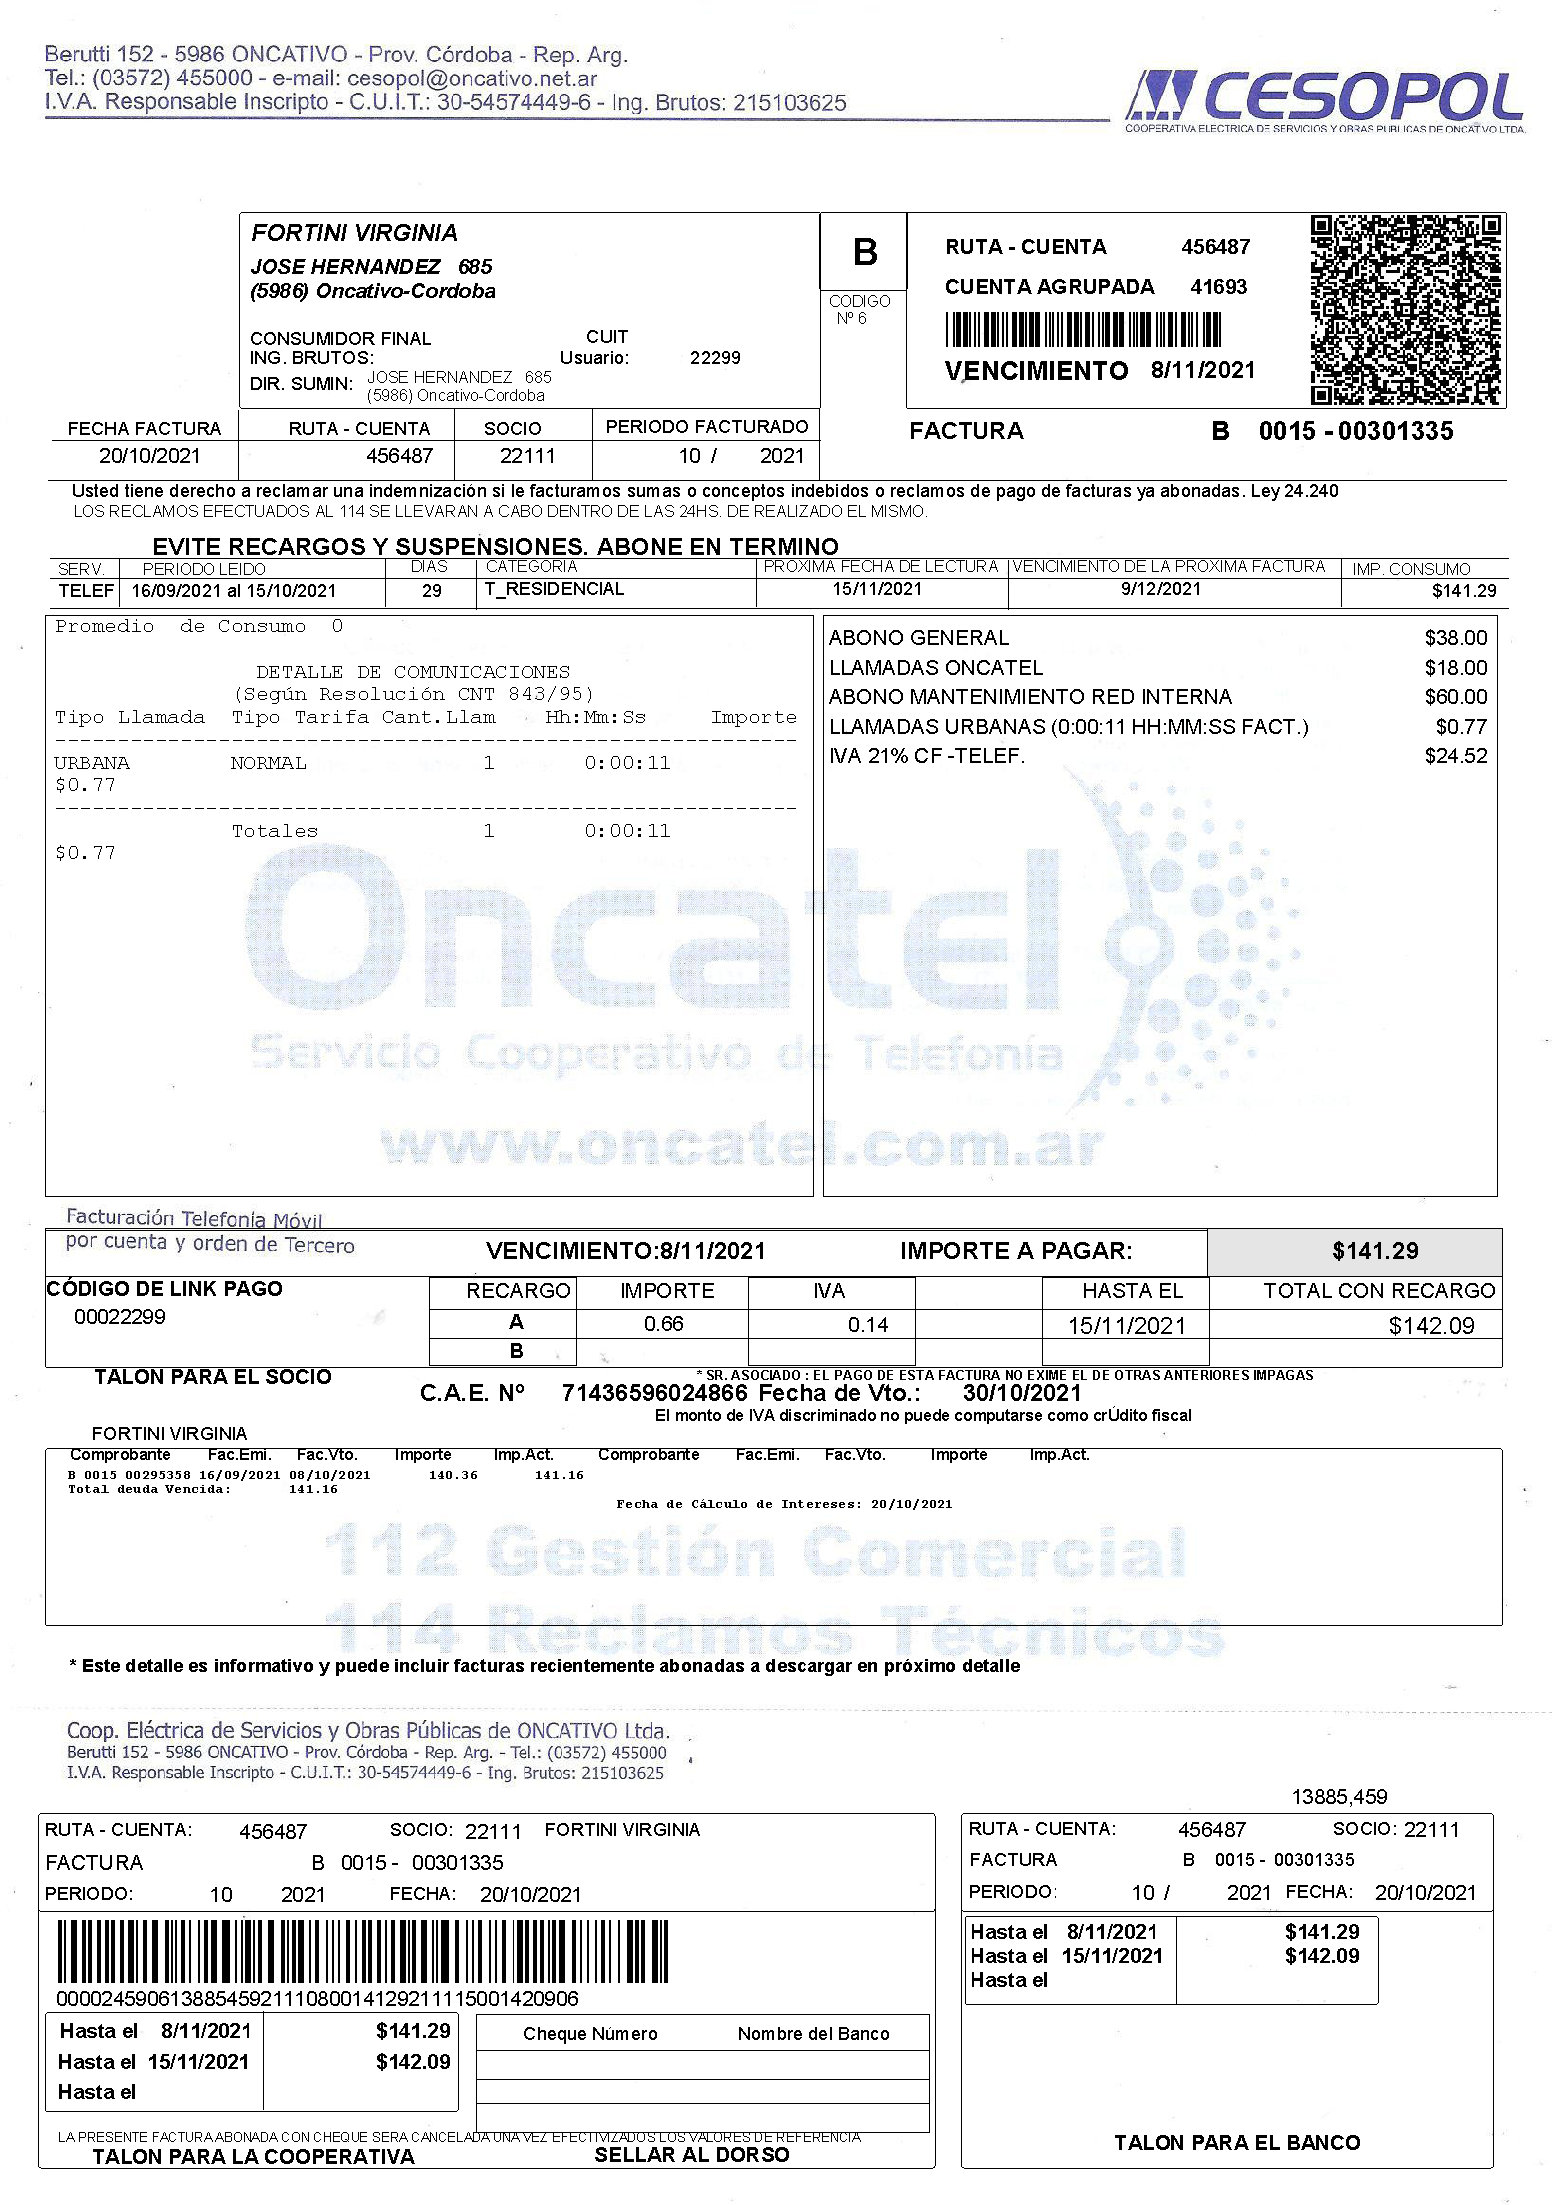 Berutti 152 - 5986 ONCATIVO - Prov. Córdoba - Rep. Arg.
Tel.: (03572) 455000 - e-mail: cesopol@oncativo.net.ar
I.V.A. Responsable Inscripto - C.U.I.T.: 30-54574449-6 - Ing. Brutos: 215103625
CESOPOL
COOPERATIVA ELECTRICA DE SERVICIOS Y OBRAS PUBLICAS DE ONCATIVO LTDA.
FORTINI VIRGINIA
JOSE HERNANDEZ 685
(5986) Oncativo-Cordoba
CONSUMIDOR FINAL CUIT
ING. BRUTOS: Usuario: 22299
DIR. SUMIN: JOSE HERNANDEZ 685
(5986) Oncativo-Cordoba
B
CODIGO
Nº 6
RUTA - CUENTA 456487
CUENTA AGRUPADA 41693
VENCIMIENTO 8/11/2021
FECHA FACTURA RUTA - CUENTA SOCIO PERIODO FACTURADO
20/10/2021 456487 22111 10 / 2021
FACTURA B 0015 - 00301335
Usted tiene derecho a reclamar una indemnización si le facturamos sumas o conceptos indebidos o reclamos de pago de facturas ya abonadas. Ley 24.240
LOS RECLAMOS EFECTUADOS AL 114 SE LLEVARAN A CABO DENTRO DE LAS 24HS. DE REALIZADO EL MISMO.
EVITE RECARGOS Y SUSPENSIONES. ABONE EN TERMINO
SERV. PERIODO LEIDO DIAS CATEGORIA PROXIMA FECHA DE LECTURA VENCIMIENTO DE LA PROXIMA FACTURA IMP. CONSUMO
TELEF 16/09/2021 al 15/10/2021 29 T_RESIDENCIAL 15/11/2021 9/12/2021 $141.29
Promedio de Consumo 0
DETALLE DE COMUNICACIONES
(Según Resolución CNT 843/95)
Tipo Llamada Tipo Tarifa Cant.Llam Hh:Mm:Ss Importe
URBANA NORMAL 1 0:00:11
$0.77
Totales 1 0:00:11
$0.77
ABONO GENERAL $38.00
LLAMADAS ONCATEL $18.00
ABONO MANTENIMIENTO RED INTERNA $60.00
LLAMADAS URBANAS (0:00:11 HH:MM:SS FACT.) $0.77
IVA 21% CF -TELEF. $24.52
Oncatel
Servicio Cooperativo de Telefonía
www.oncatel.com.ar
Facturación Telefonía Móvil
por cuenta y orden de Tercero
VENCIMIENTO:8/11/2021 IMPORTE A PAGAR: $141.29
CÓDIGO DE LINK PAGO
00022299
RECARGO IMPORTE IVA HASTA EL TOTAL CON RECARGO
A 0.66 0.14 15/11/2021 $142.09
B
TALON PARA EL SOCIO
* SR. ASOCIADO : EL PAGO DE ESTA FACTURA NO EXIME EL DE OTRAS ANTERIORES IMPAGAS
C.A.E. Nº 71436596024866 Fecha de Vto.: 30/10/2021
El monto de IVA discriminado no puede computarse como crÚdito fiscal
FORTINI VIRGINIA
Comprobante Fac.Emi. Fac.Vto. Importe Imp.Act. Comprobante Fac.Emi. Fac.Vto. Importe Imp.Act.
B 0015 00295358 16/09/2021 08/10/2021 140.36 141.16
Total deuda Vencida: 141.16
Fecha de Cálculo de Intereses: 20/10/2021
112 Gestión Comercial
114 Reclamos Técnicos
* Este detalle es informativo y puede incluir facturas recientemente abonadas a descargar en próximo detalle
Coop. Eléctrica de Servicios y Obras Públicas de ONCATIVO Ltda.
Berutti 152 - 5986 ONCATIVO - Prov. Córdoba - Rep. Arg. - Tel.: (03572) 455000
I.V.A. Responsable Inscripto - C.U.I.T.: 30-54574449-6 - Ing. Brutos: 215103625
13885,459
RUTA - CUENTA: 456487 SOCIO: 22111 FORTINI VIRGINIA
FACTURA B 0015 - 00301335
PERIODO: 10 2021 FECHA: 20/10/2021
00002459061388545921110800141292111115001420906
Hasta el 8/11/2021 $141.29
Hasta el 15/11/2021 $142.09
Hasta el
Cheque Número Nombre del Banco
LA PRESENTE FACTURA ABONADA CON CHEQUE SERA CANCELADA UNA VEZ EFECTIVIZADOS LOS VALORES DE REFERENCIA
TALON PARA LA COOPERATIVA SELLAR AL DORSO
RUTA - CUENTA: 456487 SOCIO: 22111
FACTURA B 0015 - 00301335
PERIODO: 10 / 2021 FECHA: 20/10/2021
Hasta el 8/11/2021 $141.29
Hasta el 15/11/2021 $142.09
Hasta el
TALON PARA EL BANCO